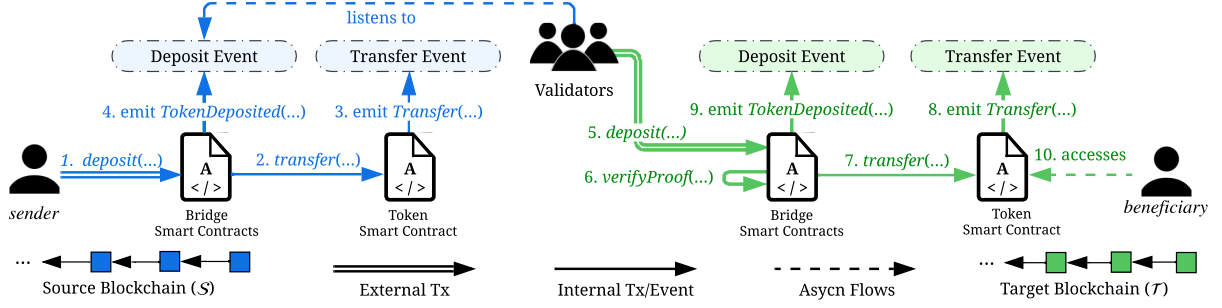 listens to
Deposit Event
Transfer Event
Validators
Deposit Event
Transfer Event
4. emit TokenDeposited(...)
3. emit Transfer(...)
9. emit TokenDeposited(...)
8. emit Transfer(...)
1. deposit(...)
2. transfer(...)
5. deposit(...)
6. verifyProof(...)
7. transfer(...)
10. accesses
A
< / >
A
< / >
A
< / >
A
< / >
sender
Bridge
Smart Contracts
Token
Smart Contract
Bridge
Smart Contracts
Token
Smart Contract
beneficiary
...
Source Blockchain (𝒮)
External Tx
Internal Tx/Event
Asycn Flows
...
Target Blockchain (𝒯)